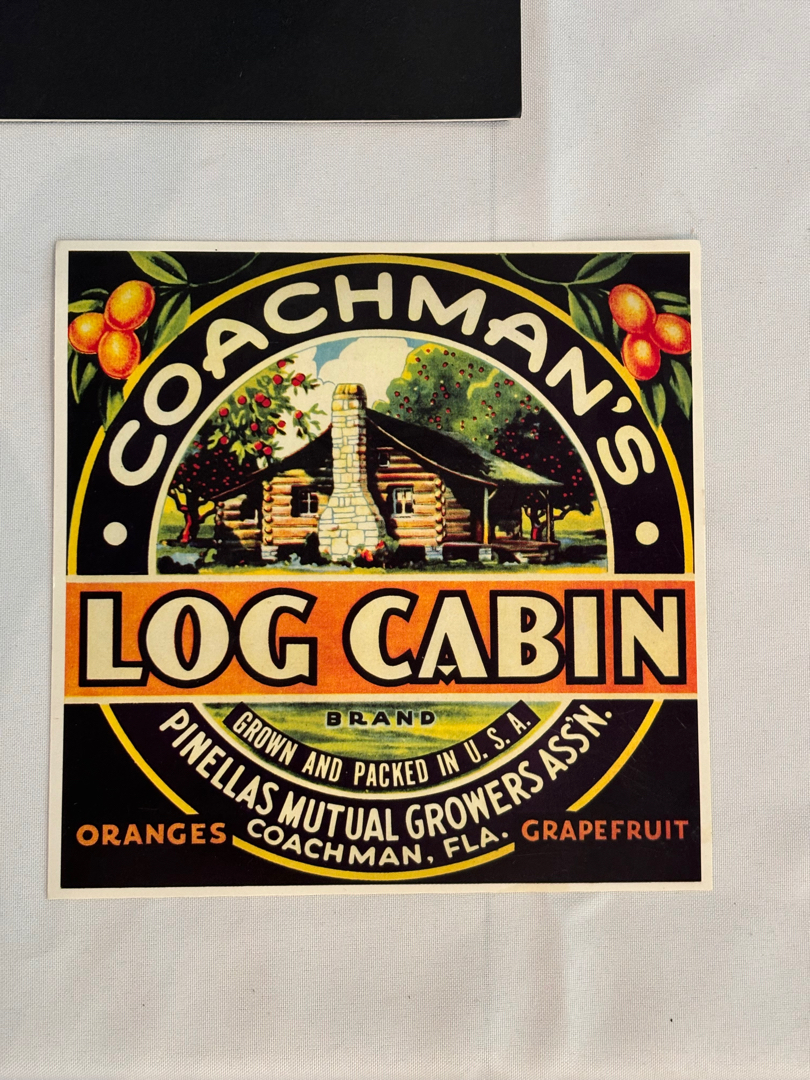 COACHMAN'S
LOG CABIN
BRAND
GROWN AND PACKED IN U.S.A.
PINELLAS MUTUAL GROWERS ASS'N.
COACHMAN, FLA.
ORANGES
GRAPEFRUIT